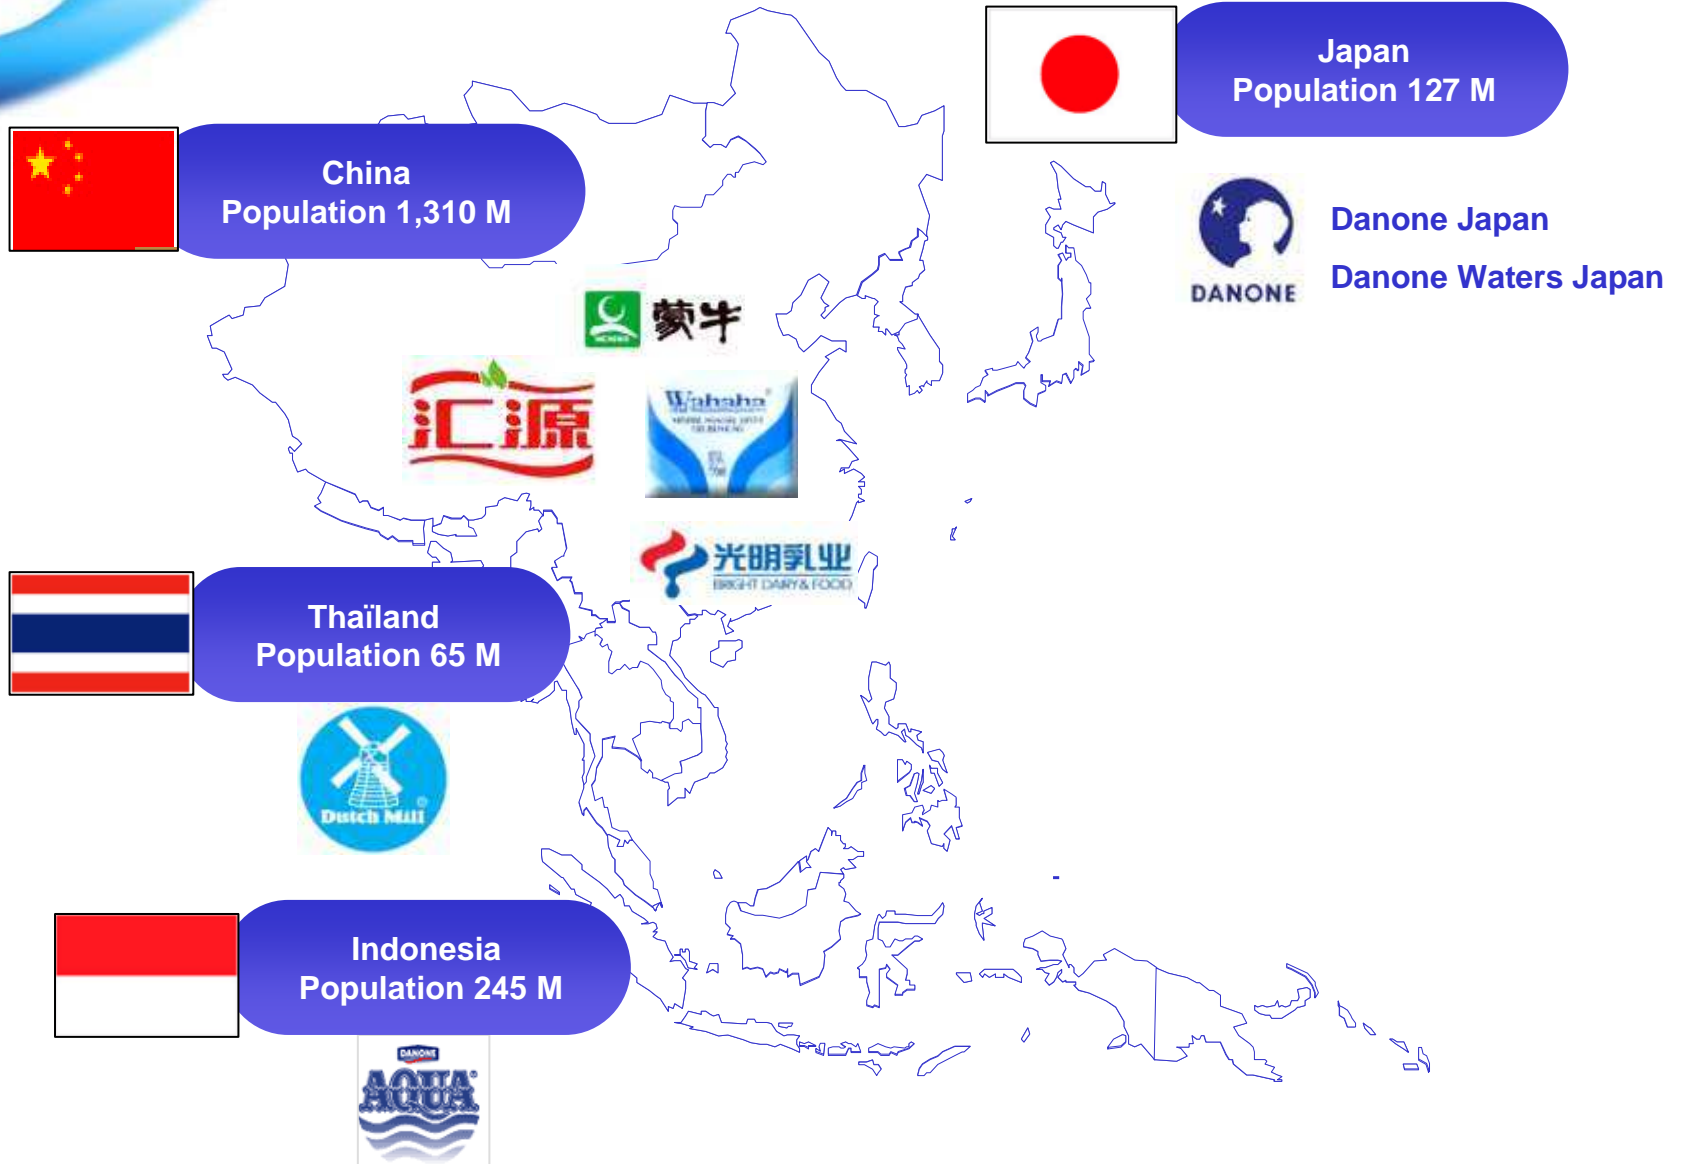 Japan
Population 127 M
China
Population 1,310 M
Danone Japan
DANONE
Danone Waters Japan
蒙牛
汇源
Wahaha
光明乳业
BRIGHT DAIRY & FOOD
Thaïland
Population 65 M
Dutch Mill
Indonesia
Population 245 M
DANONE
AQUA